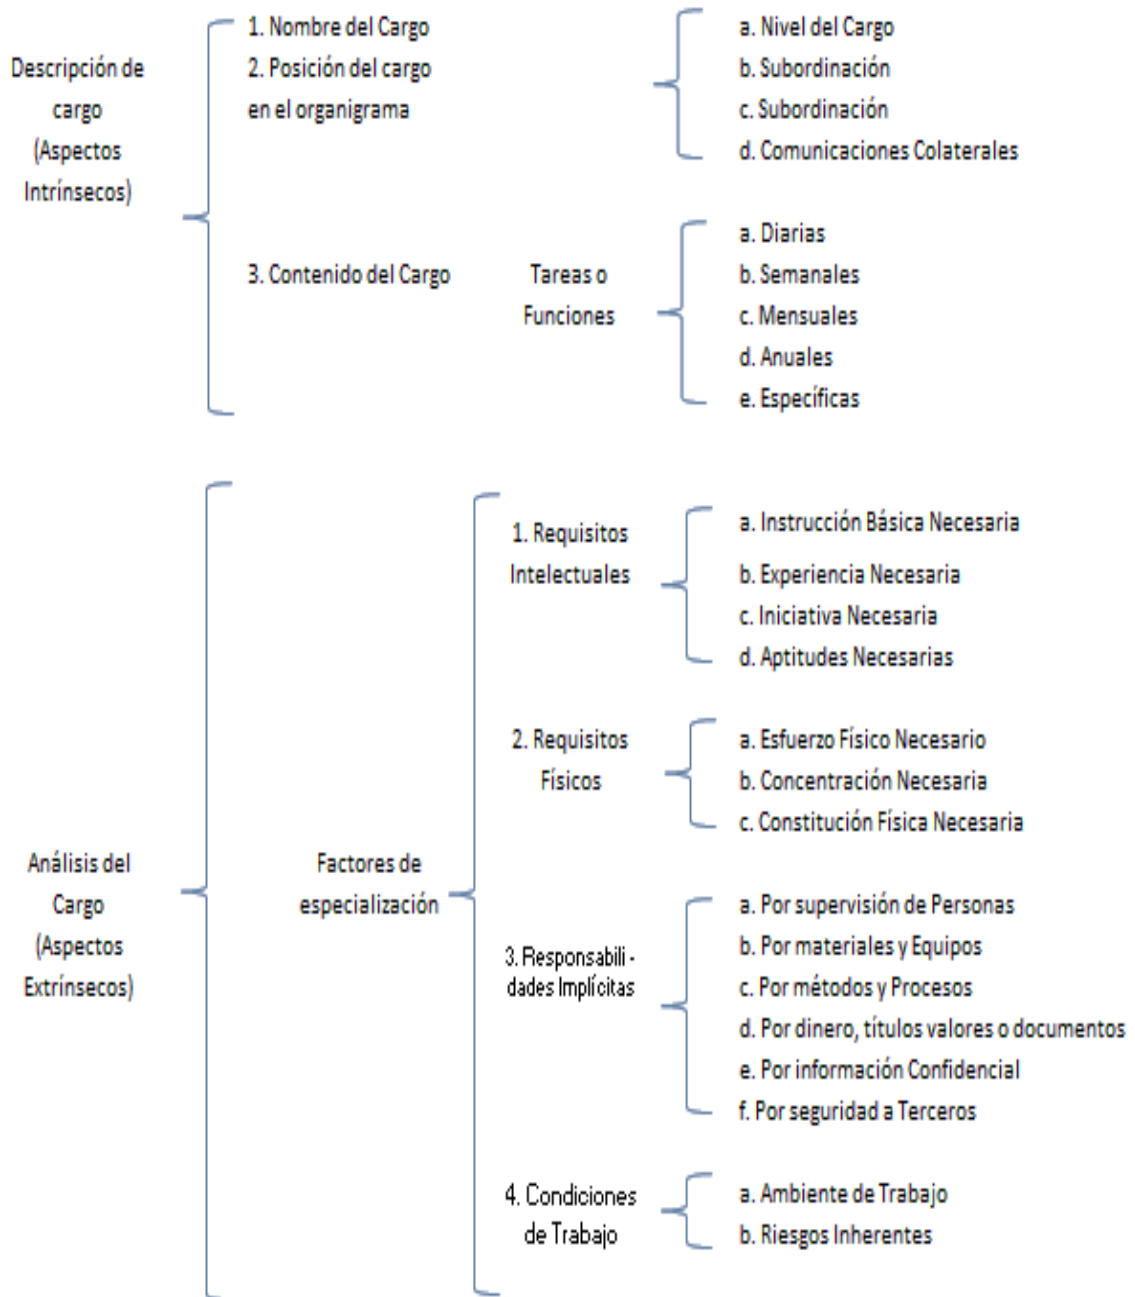 Descripción de
cargo
(Aspectos
Intrínsecos)
1. Nombre del Cargo
2. Posición del cargo
en el organigrama
a. Nivel del Cargo
b. Subordinación
c. Subordinación
d. Comunicaciones Colaterales
3. Contenido del Cargo
Tareas o
Funciones
a. Diarias
b. Semanales
c. Mensuales
d. Anuales
e. Específicas
Análisis del
Cargo
(Aspectos
Extrínsecos)
Factores de
especialización
1. Requisitos
Intelectuales
a. Instrucción Básica Necesaria
b. Experiencia Necesaria
c. Iniciativa Necesaria
d. Aptitudes Necesarias
2. Requisitos
Físicos
a. Esfuerzo Físico Necesario
b. Concentración Necesaria
c. Constitución Física Necesaria
3. Responsabili-
dades Implícitas
a. Por supervisión de Personas
b. Por materiales y Equipos
c. Por métodos y Procesos
d. Por dinero, títulos valores o documentos
e. Por información Confidencial
f. Por seguridad a Terceros
4. Condiciones
de Trabajo
a. Ambiente de Trabajo
b. Riesgos Inherentes